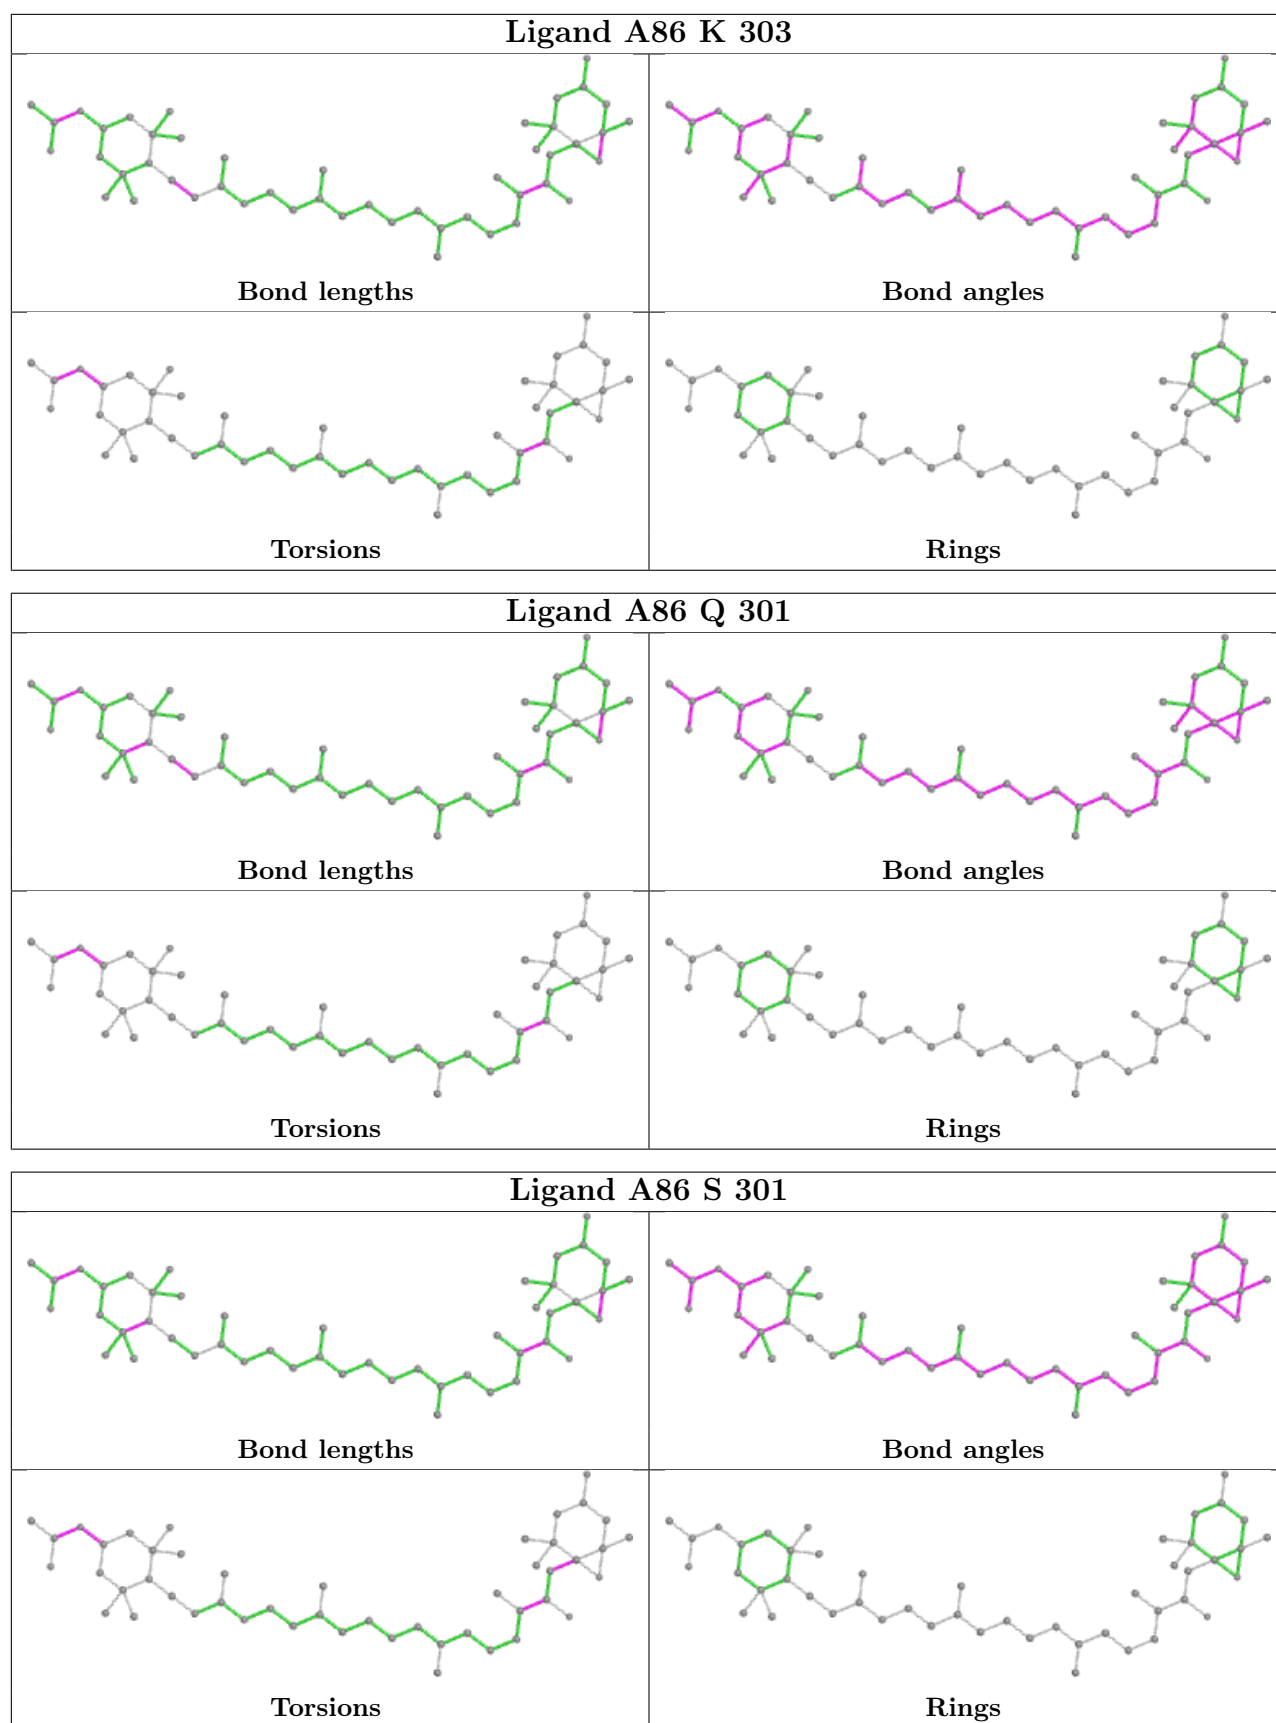 Ligand A86 K 303
Bond lengths
Bond angles
Torsions
Rings
Ligand A86 Q 301
Bond lengths
Bond angles
Torsions
Rings
Ligand A86 S 301
Bond lengths
Bond angles
Torsions
Rings